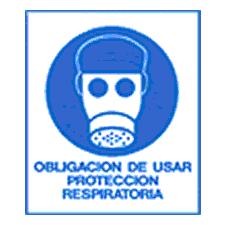 OBLIGACION DE USAR
PROTECCION
RESPIRATORIA